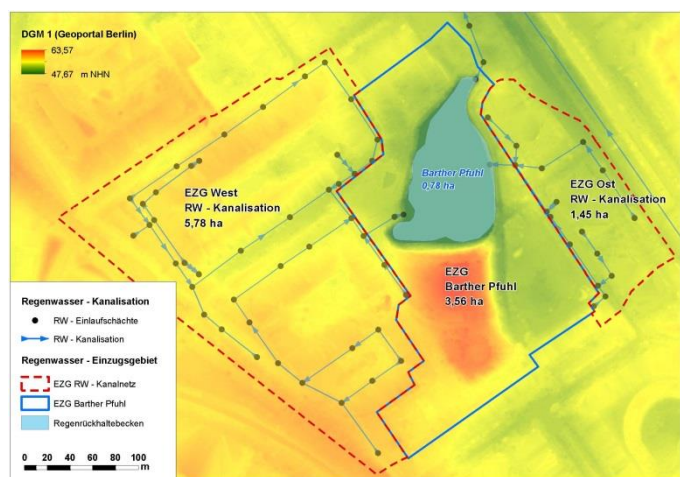 DGM 1 (Geoportal Berlin)
63,57
47,67 m NHN
Barther Pfuhl
0,78 ha
EZG West
RW - Kanalisation
5,78 ha
EZG Ost
RW - Kanalisation
1,45 ha
EZG
Barther Pfuhl
3,56 ha
Regenwasser - Kanalisation
RW - Einlaufschächte
RW - Kanalisation
Regenwasser - Einzugsgebiet
EZG RW - Kanalnetz
EZG Barther Pfuhl
Regenrückhaltebecken
0 10 20 40 60 80 100
m